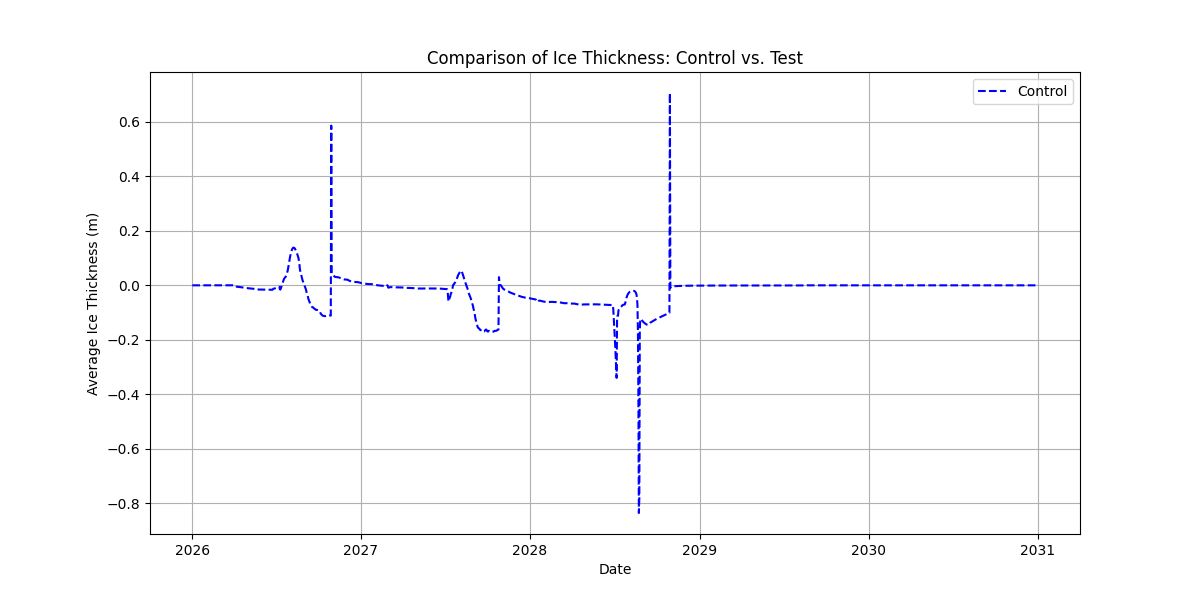 Comparison of Ice Thickness: Control vs. Test
Control
Average Ice Thickness (m)
0.6
0.4
0.2
0.0
−0.2
−0.4
−0.6
−0.8
2026 2027 2028 2029 2030 2031
Date